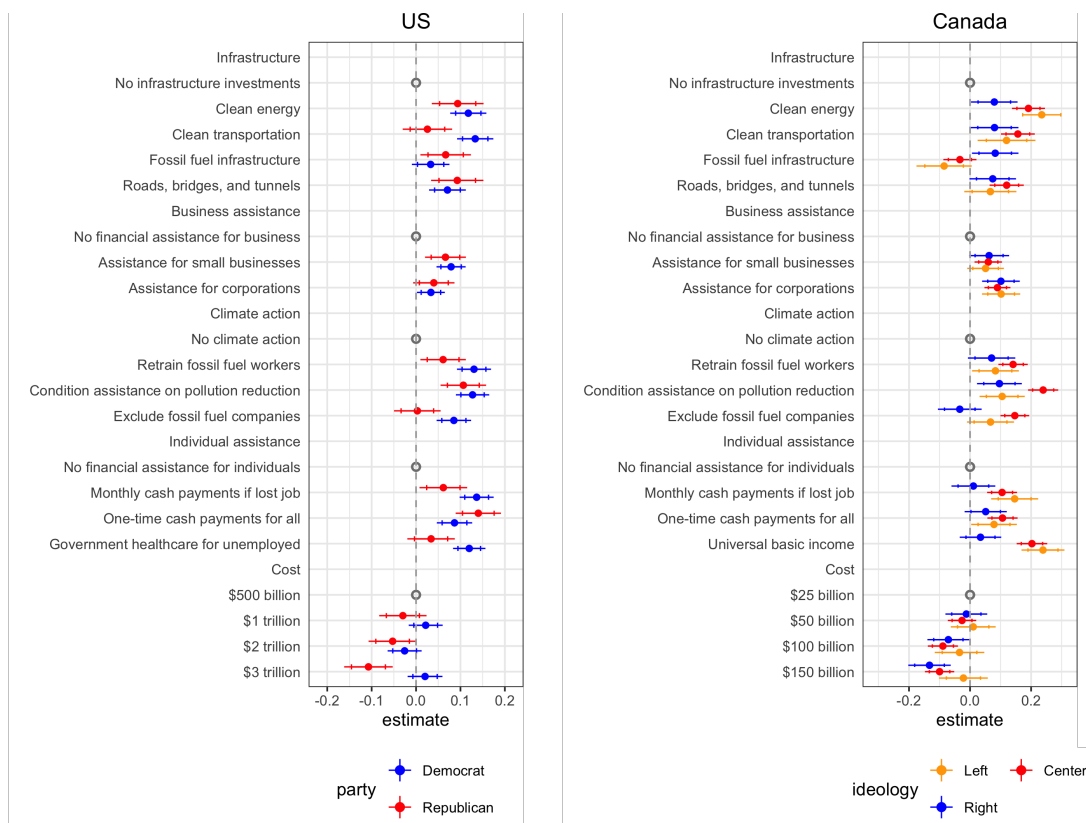 US
Infrastructure
No infrastructure investments
Clean energy
Clean transportation
Fossil fuel infrastructure
Roads, bridges, and tunnels
Business assistance
No financial assistance for business
Assistance for small businesses
Assistance for corporations
Climate action
No climate action
Retrain fossil fuel workers
Condition assistance on pollution reduction
Exclude fossil fuel companies
Individual assistance
No financial assistance for individuals
Monthly cash payments if lost job
One-time cash payments for all
Government healthcare for unemployed
Cost
$500 billion
$1 trillion
$2 trillion
$3 trillion
-0.2 -0.1 0.0 0.1 0.2
estimate
party
Democrat
Republican
Canada
Infrastructure
No infrastructure investments
Clean energy
Clean transportation
Fossil fuel infrastructure
Roads, bridges, and tunnels
Business assistance
No financial assistance for business
Assistance for small businesses
Assistance for corporations
Climate action
No climate action
Retrain fossil fuel workers
Condition assistance on pollution reduction
Exclude fossil fuel companies
Individual assistance
No financial assistance for individuals
Monthly cash payments if lost job
One-time cash payments for all
Universal basic income
Cost
$25 billion
$50 billion
$100 billion
$150 billion
-0.2 0.0 0.2
estimate
ideology
Left Center
Right